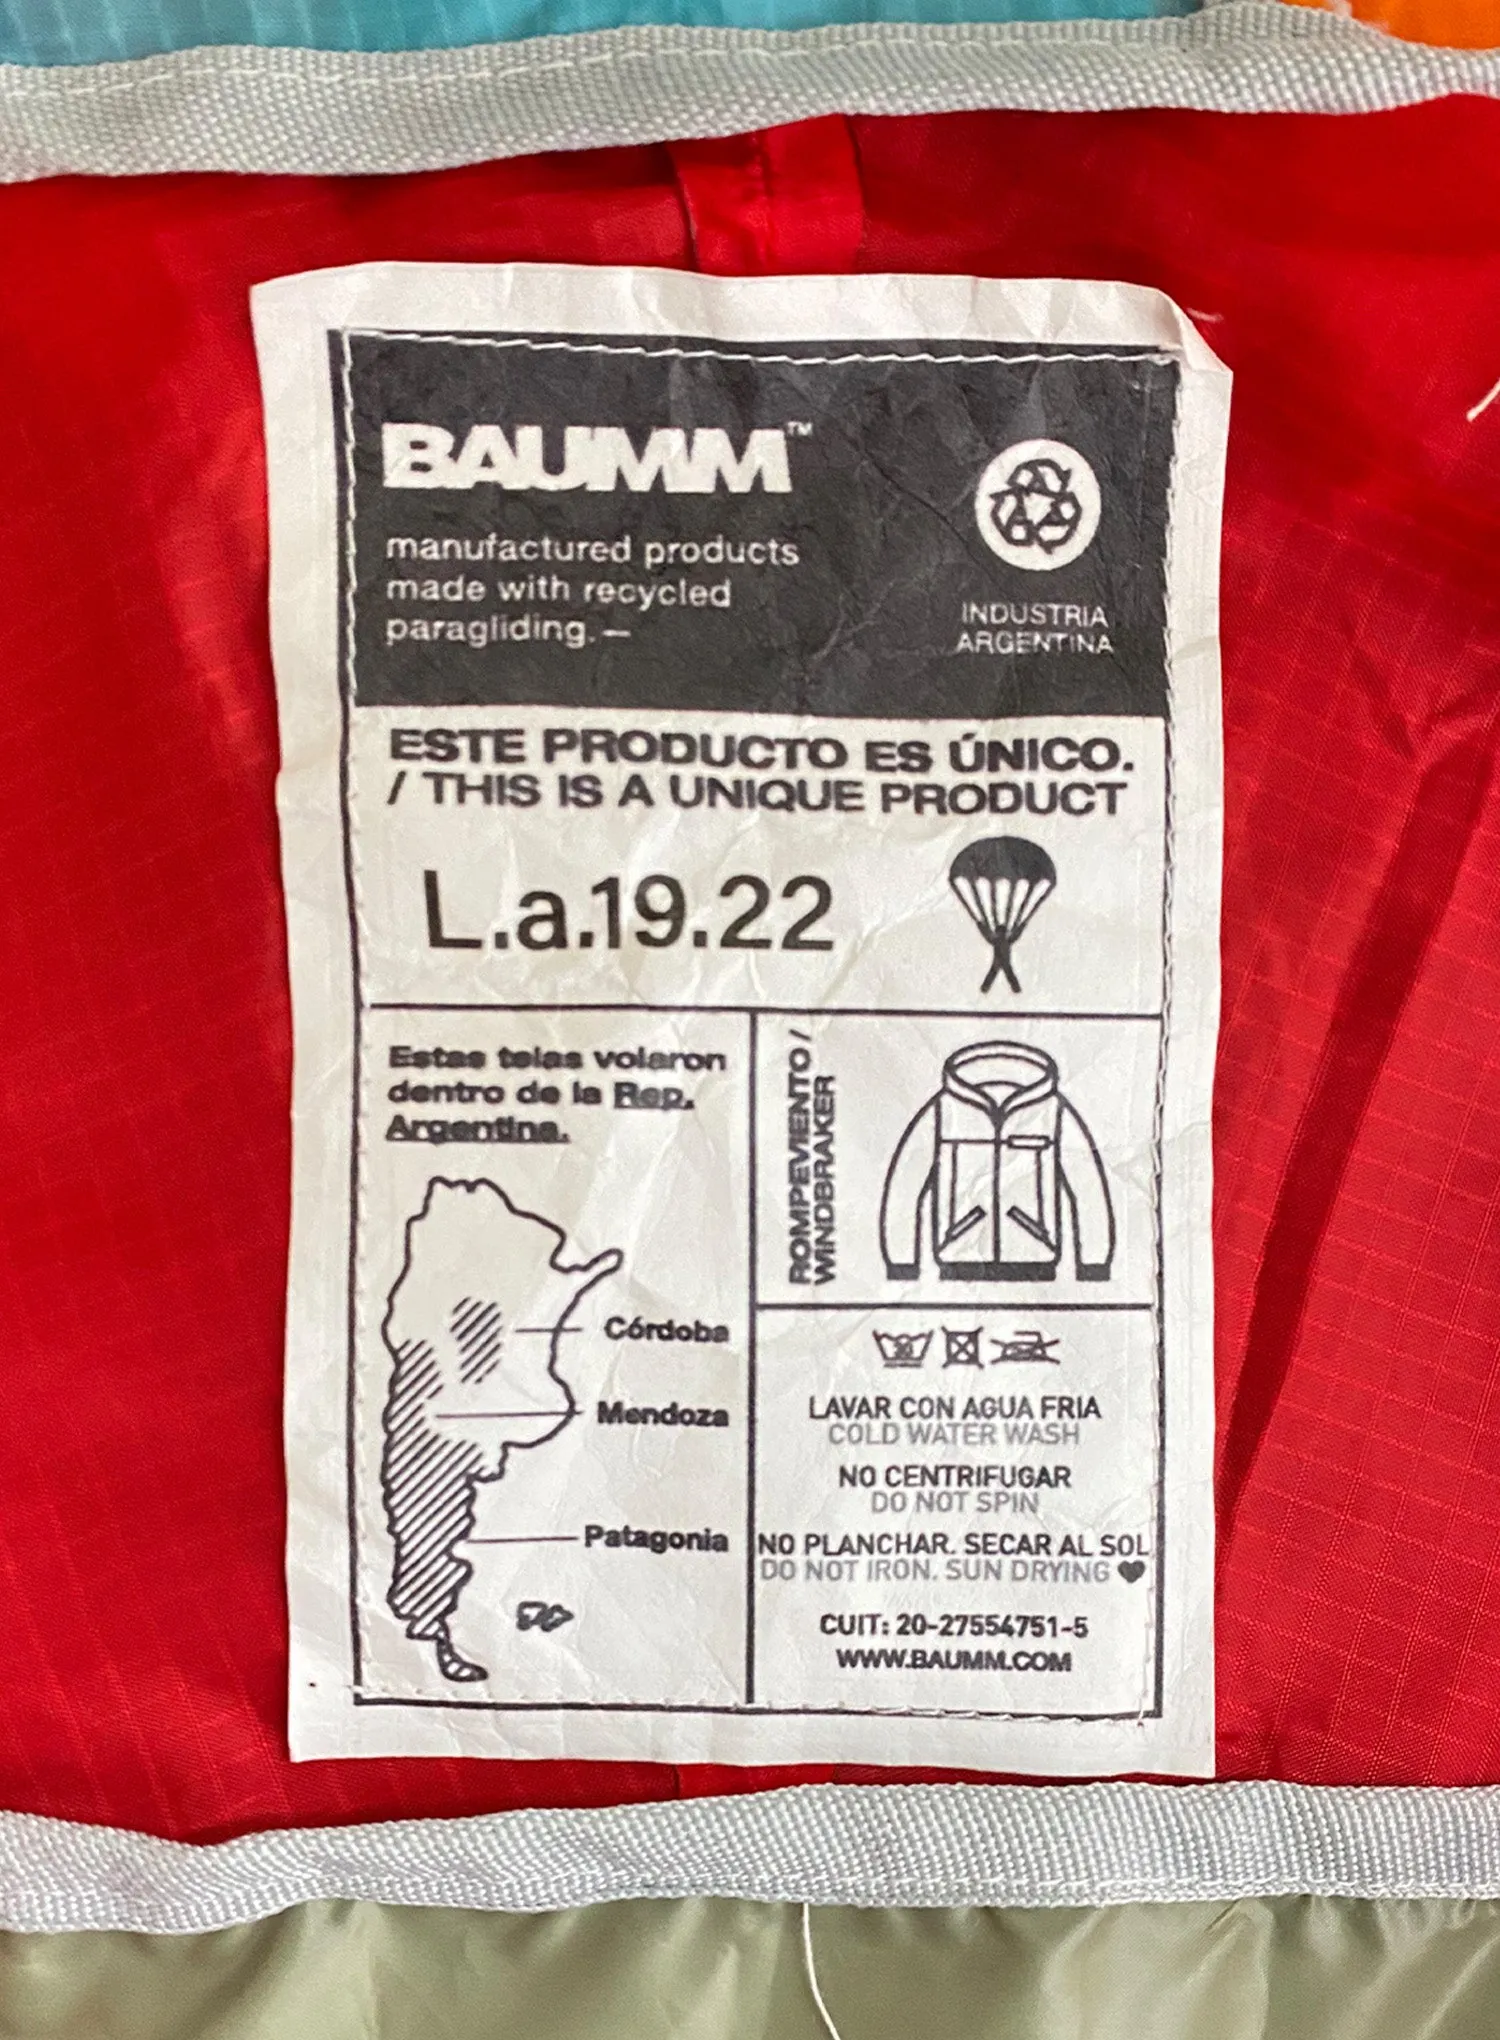 BAUMM™
manufactured products
made with recycled
paragliding.—
INDUSTRIA
ARGENTINA
ESTE PRODUCTO ES ÚNICO.
/ THIS IS A UNIQUE PRODUCT
L.a.19.22
Estas telas volaron
dentro de la Rep.
Argentina.
Córdoba
Mendoza
Patagonia
ROMPEVIENTO /
WINDBRAKER
30
LAVAR CON AGUA FRIA
COLD WATER WASH
NO CENTRIFUGAR
DO NOT SPIN
NO PLANCHAR. SECAR AL SOL
DO NOT IRON. SUN DRYING
CUIT: 20-27554751-5
WWW.BAUMM.COM